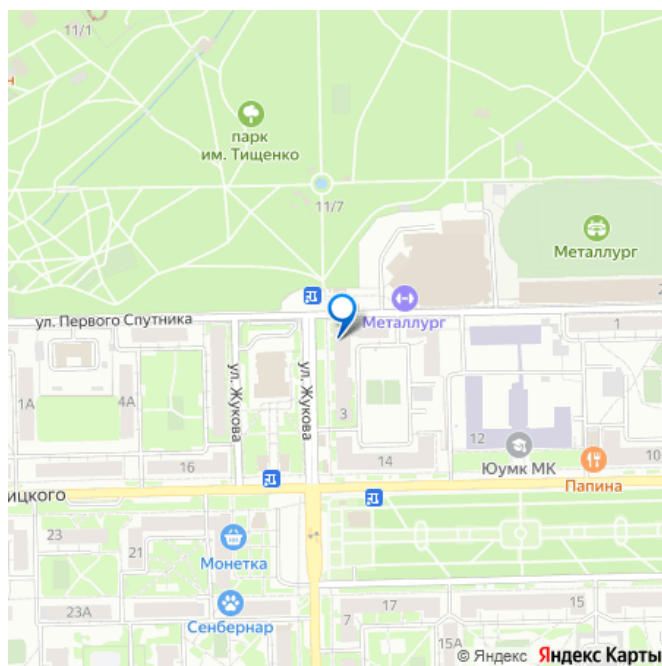 11/1
н
парк
им. Тищенко
11/7
Металлург
2
ул. Первого Спутника
Металлург
1
1А
4А
ул. Жукова
ул. Жукова
3
12
10
16
14
Юумк МК
Папина
ицкого
23
21
Монетка
23А
Сенбернар
7
17
15
15А
© Яндекс Яндекс Карты